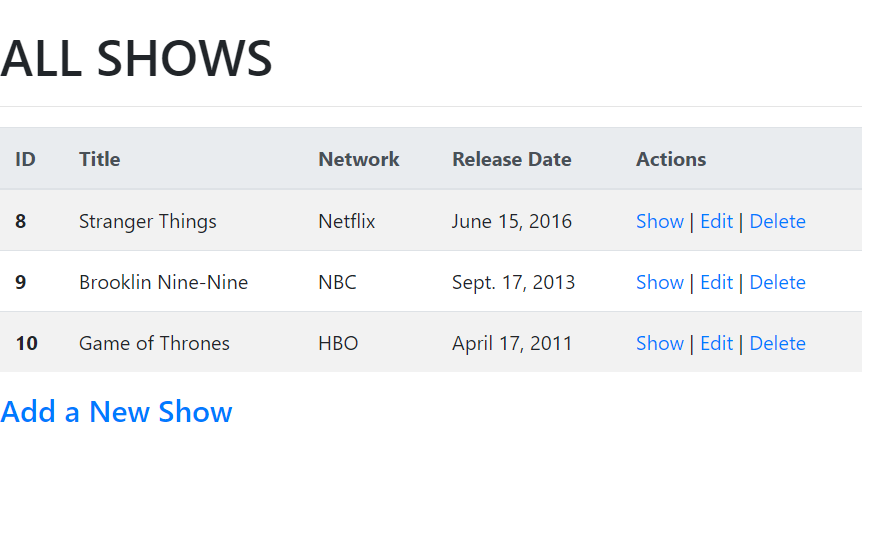 ALL SHOWS
ID Title Network Release Date Actions
8 Stranger Things Netflix June 15, 2016 Show | Edit | Delete
9 Brooklin Nine-Nine NBC Sept. 17, 2013 Show | Edit | Delete
10 Game of Thrones HBO April 17, 2011 Show | Edit | Delete
Add a New Show